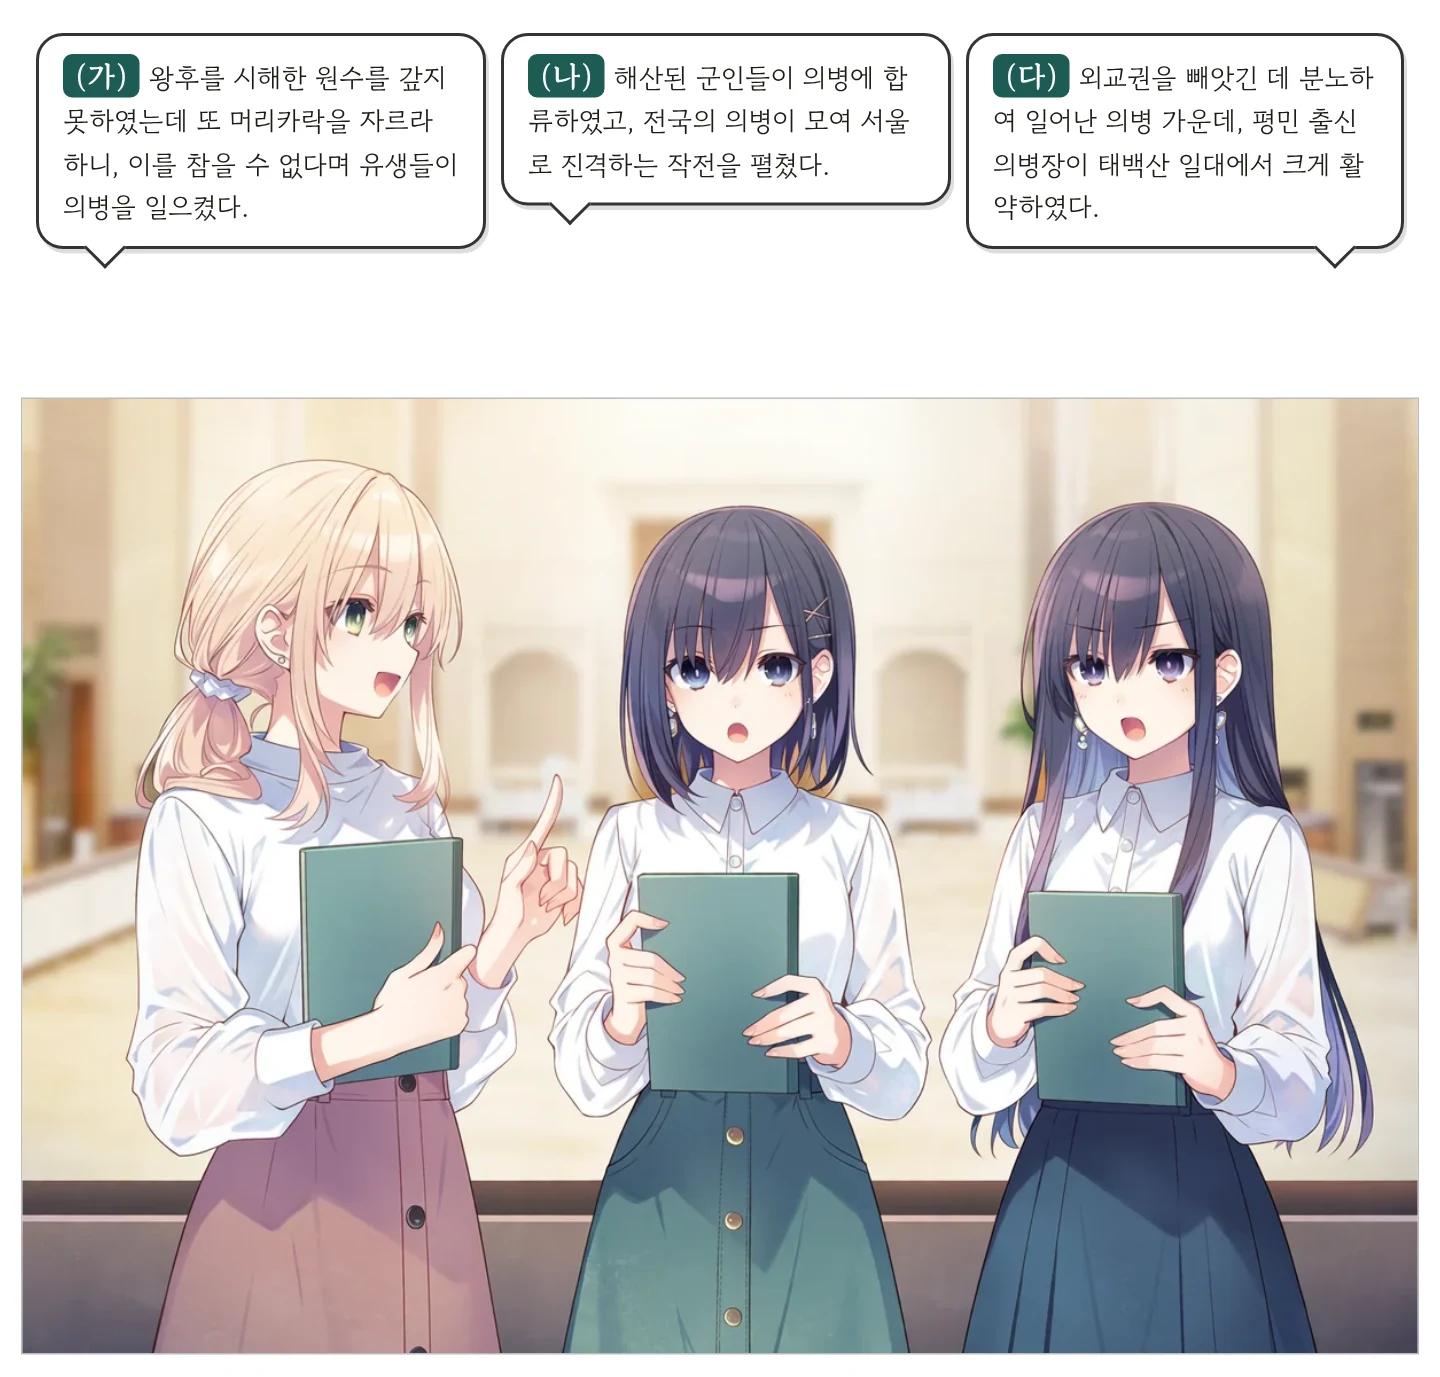 (가) 왕후를 시해한 원수를 갚지
못하였는데 또 머리카락을 자르라
하니, 이를 참을 수 없다며 유생들이
의병을 일으켰다.
(나) 해산된 군인들이 의병에 합
류하였고, 전국의 의병이 모여 서울
로 진격하는 작전을 펼쳤다.
(다) 외교권을 빼앗긴 데 분노하
여 일어난 의병 가운데, 평민 출신
의병장이 태백산 일대에서 크게 활
약하였다.